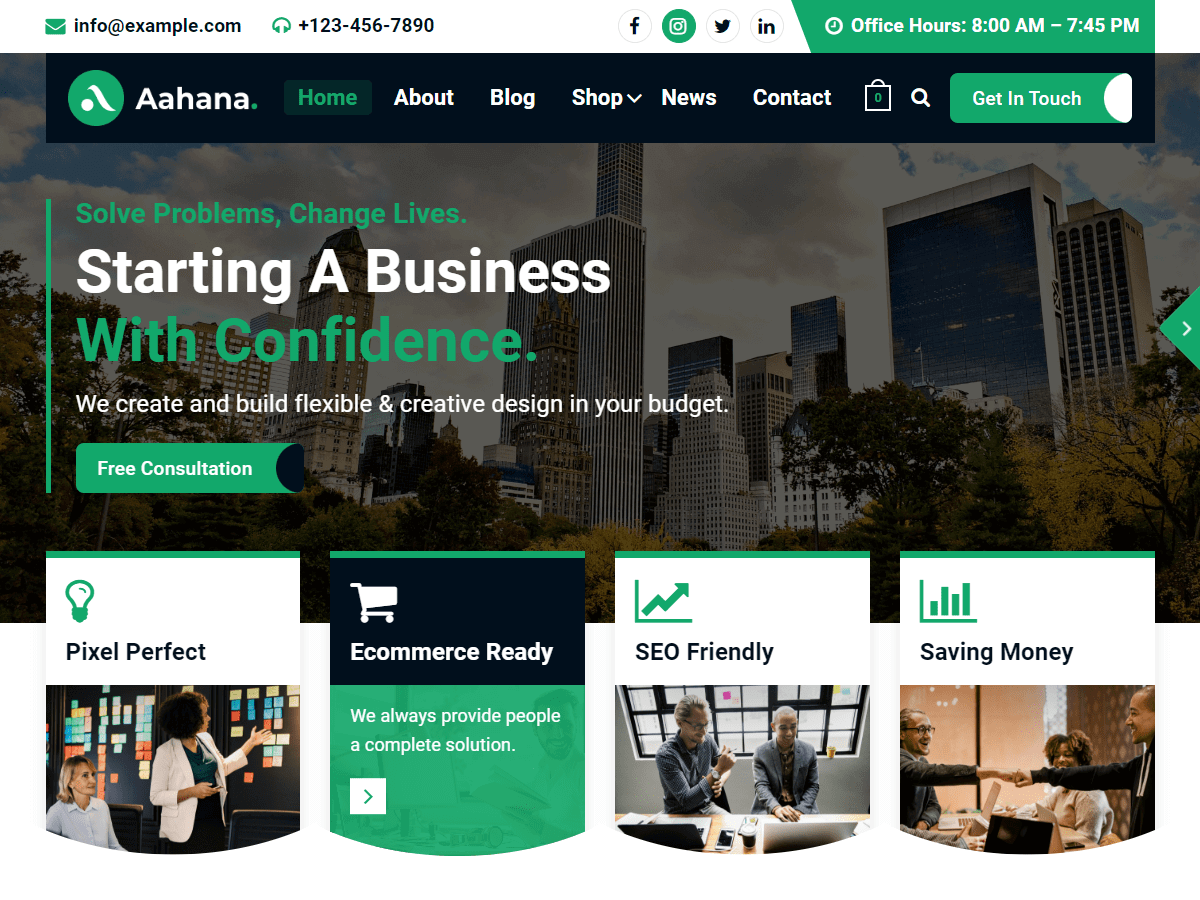 info@example.com
+123-456-7890
Office Hours: 8:00 AM – 7:45 PM
Aahana.
Home
About
Blog
Shop
News
Contact
0
Get In Touch
Solve Problems, Change Lives.
Starting A Business
With Confidence.
We create and build flexible & creative design in your budget.
Free Consultation
Pixel Perfect
Ecommerce Ready
SEO Friendly
Saving Money
We always provide people
a complete solution.